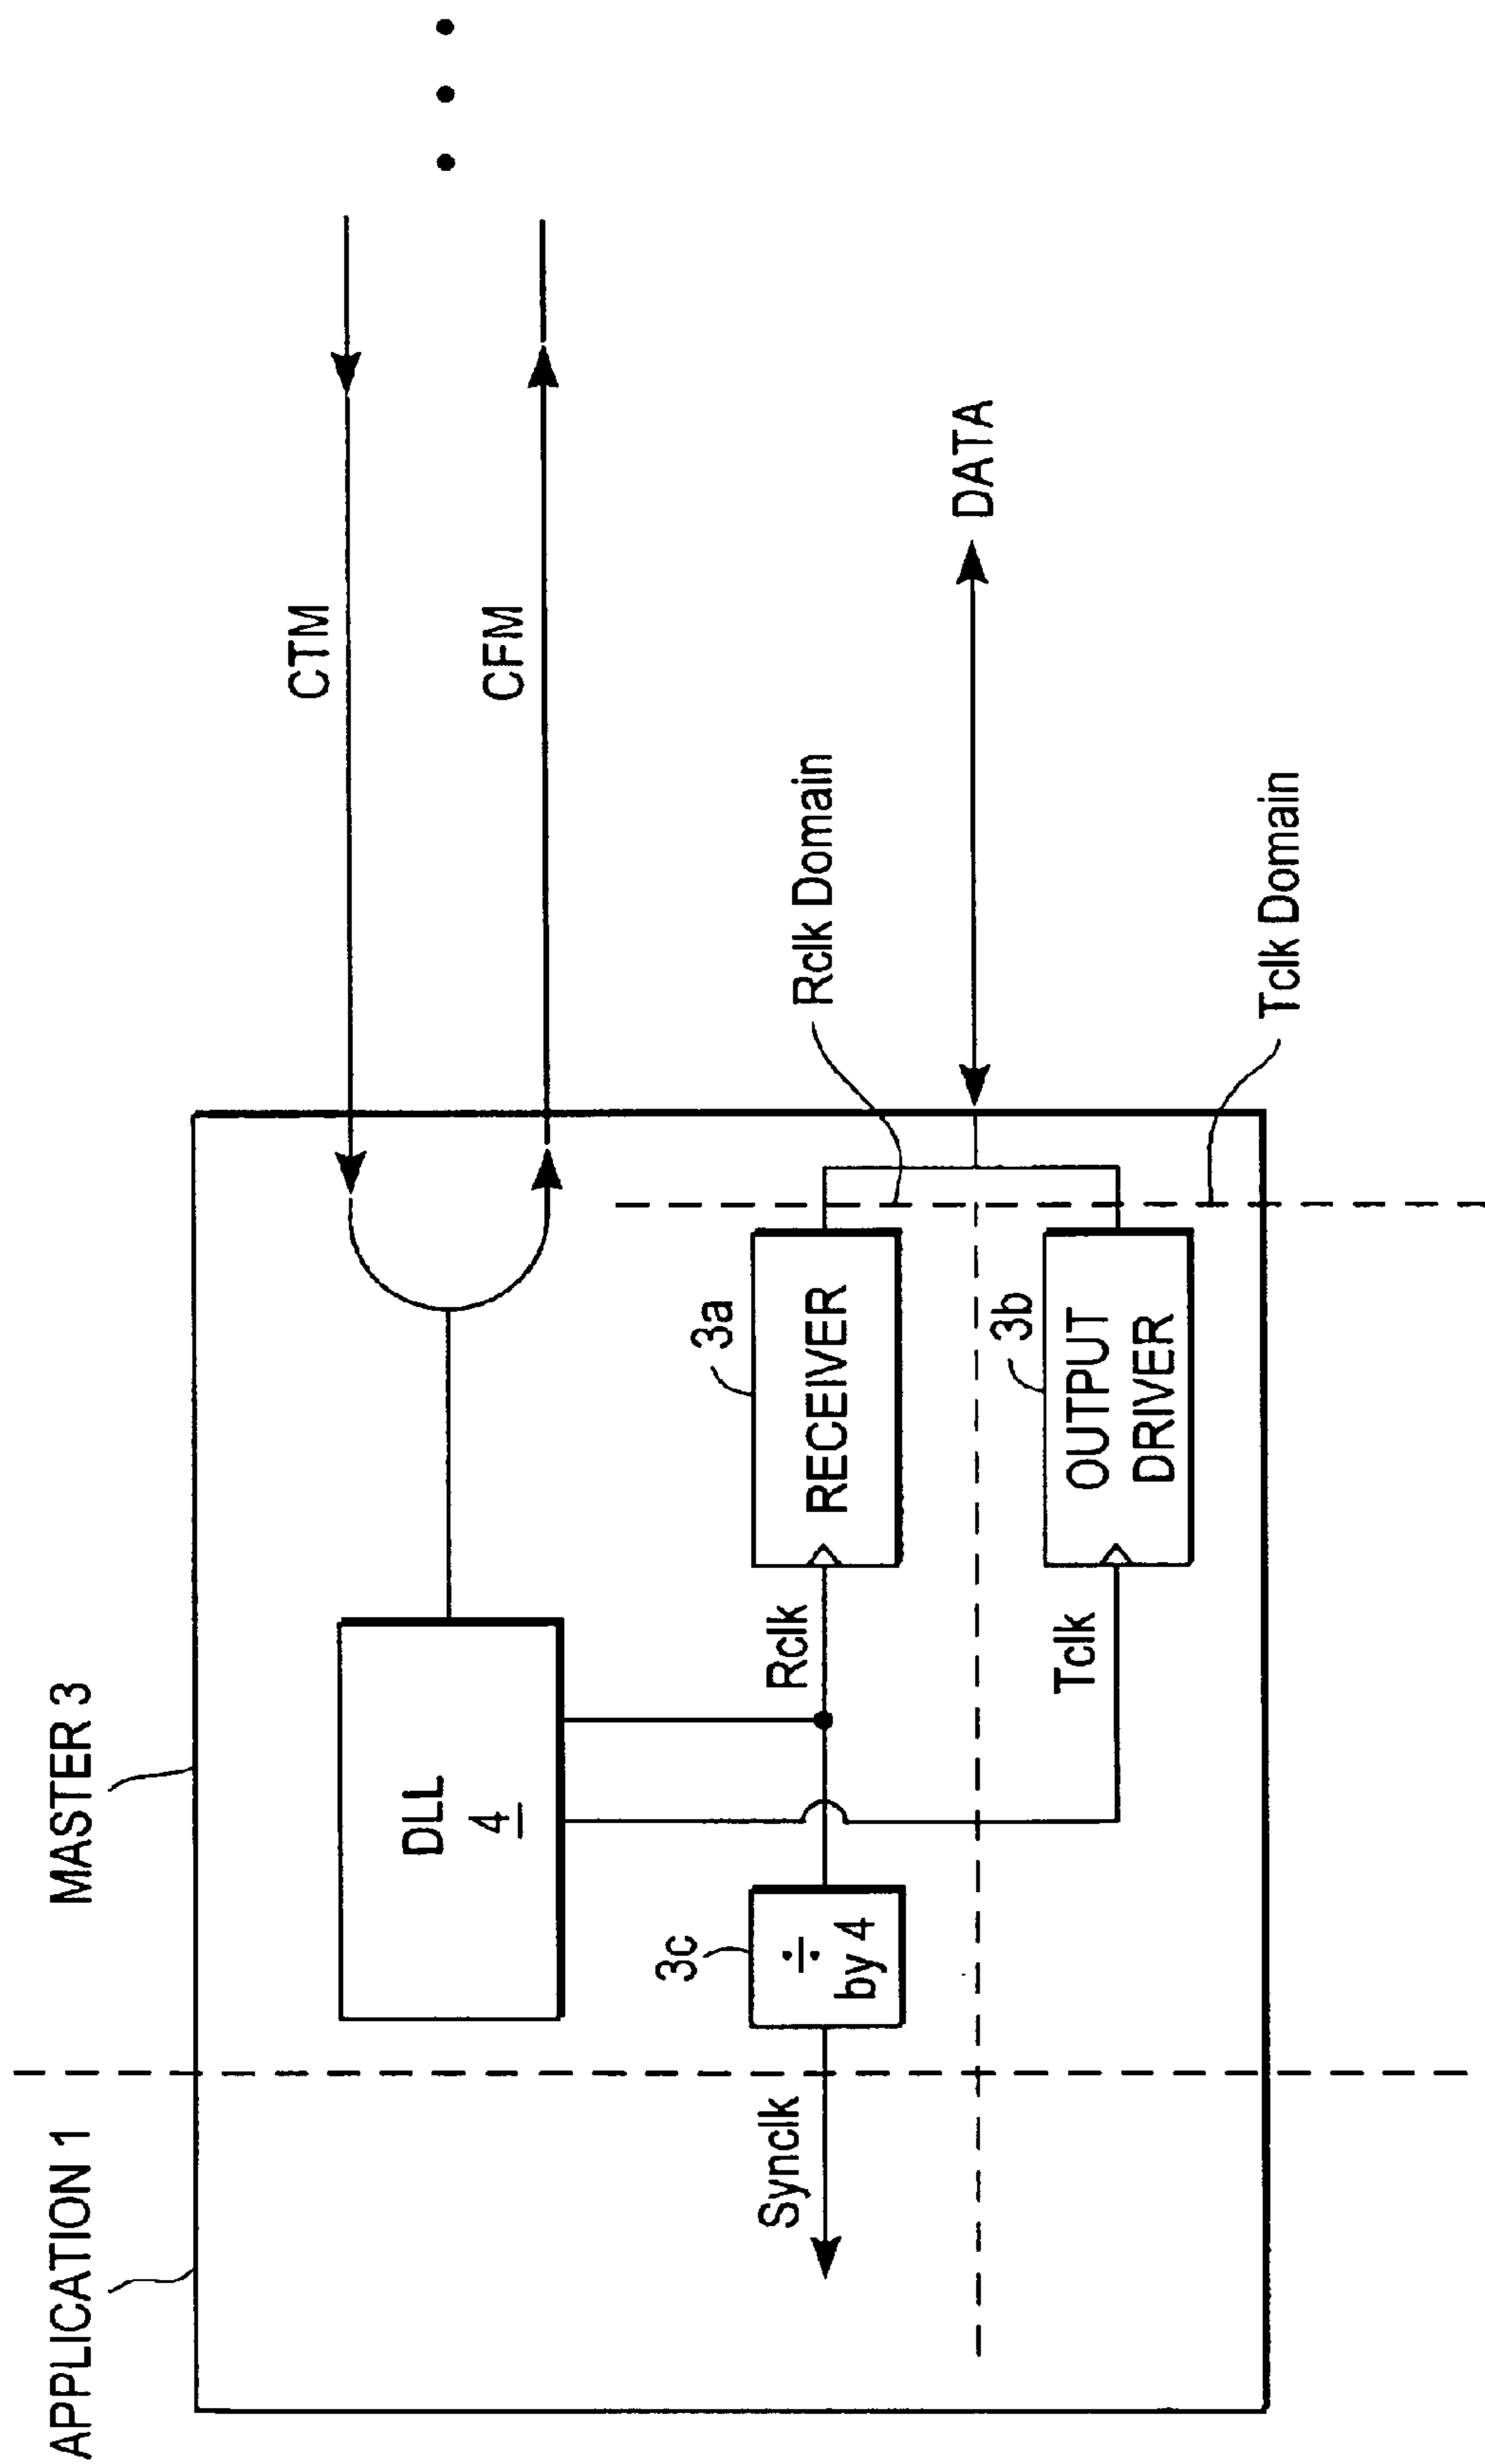 APPLICATION 1
MASTER 3
CTM
CFM
DLL
4
3a
RECEIVER
Rclk
Rclk Domain
3c
÷
by 4
Synclk
DATA
3b
OUTPUT
DRIVER
Tclk
Tclk Domain